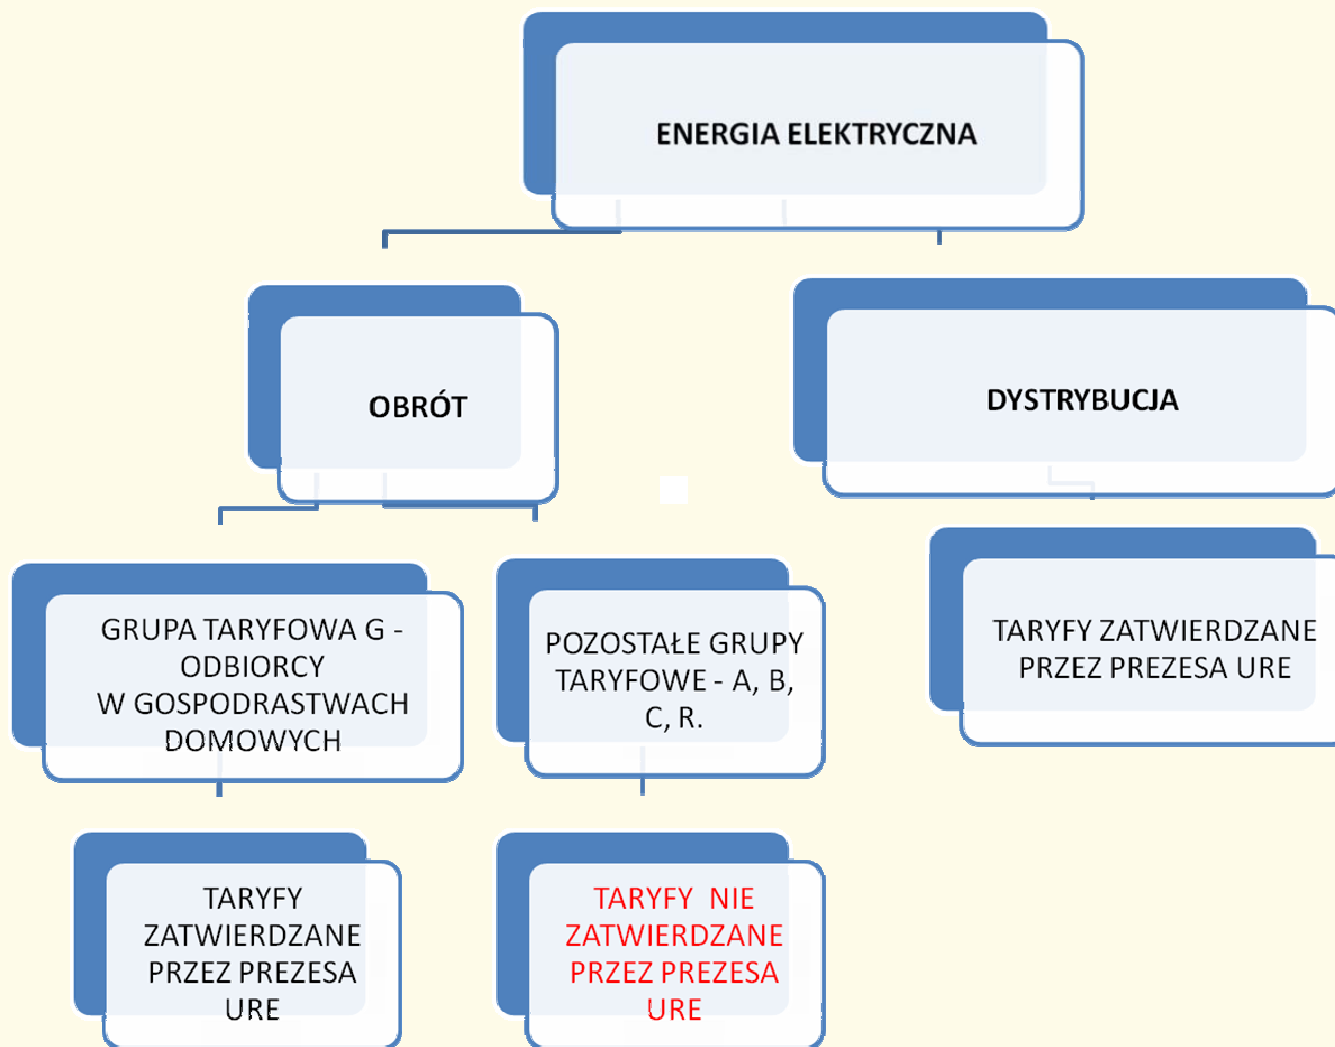 ENERGIA ELEKTRYCZNA
OBRÓT
DYSTRYBUCJA
GRUPA TARYFOWA G -
ODBIORCY
W GOSPODRASTWACH
DOMOWYCH
POZOSTAŁE GRUPY
TARYFOWE - A, B,
C, R.
TARYFY ZATWIERDZANE
PRZEZ PREZESA URE
TARYFY
ZATWIERDZANE
PRZEZ PREZESA
URE
TARYFY NIE
ZATWIERDZANE
PRZEZ PREZESA
URE